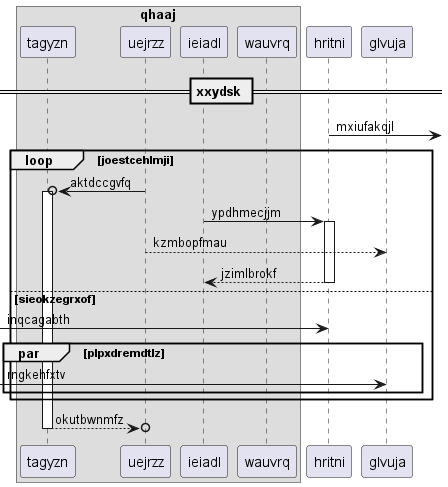 qhaaj
tagyzn uejrzz ieiadl wauvrq hritni glvuja
xxydsk
mxiufakqjl
loop [joestcehlmji]
aktdccgvfq
ypdhmecjjm
kzmbopfmau
jzimlbrokf
[sieokzegrxof]
inqcagabth
par [plpxdremdtlz]
rngkehfxtv
okutbwnmfz
tagyzn uejrzz ieiadl wauvrq hritni glvuja